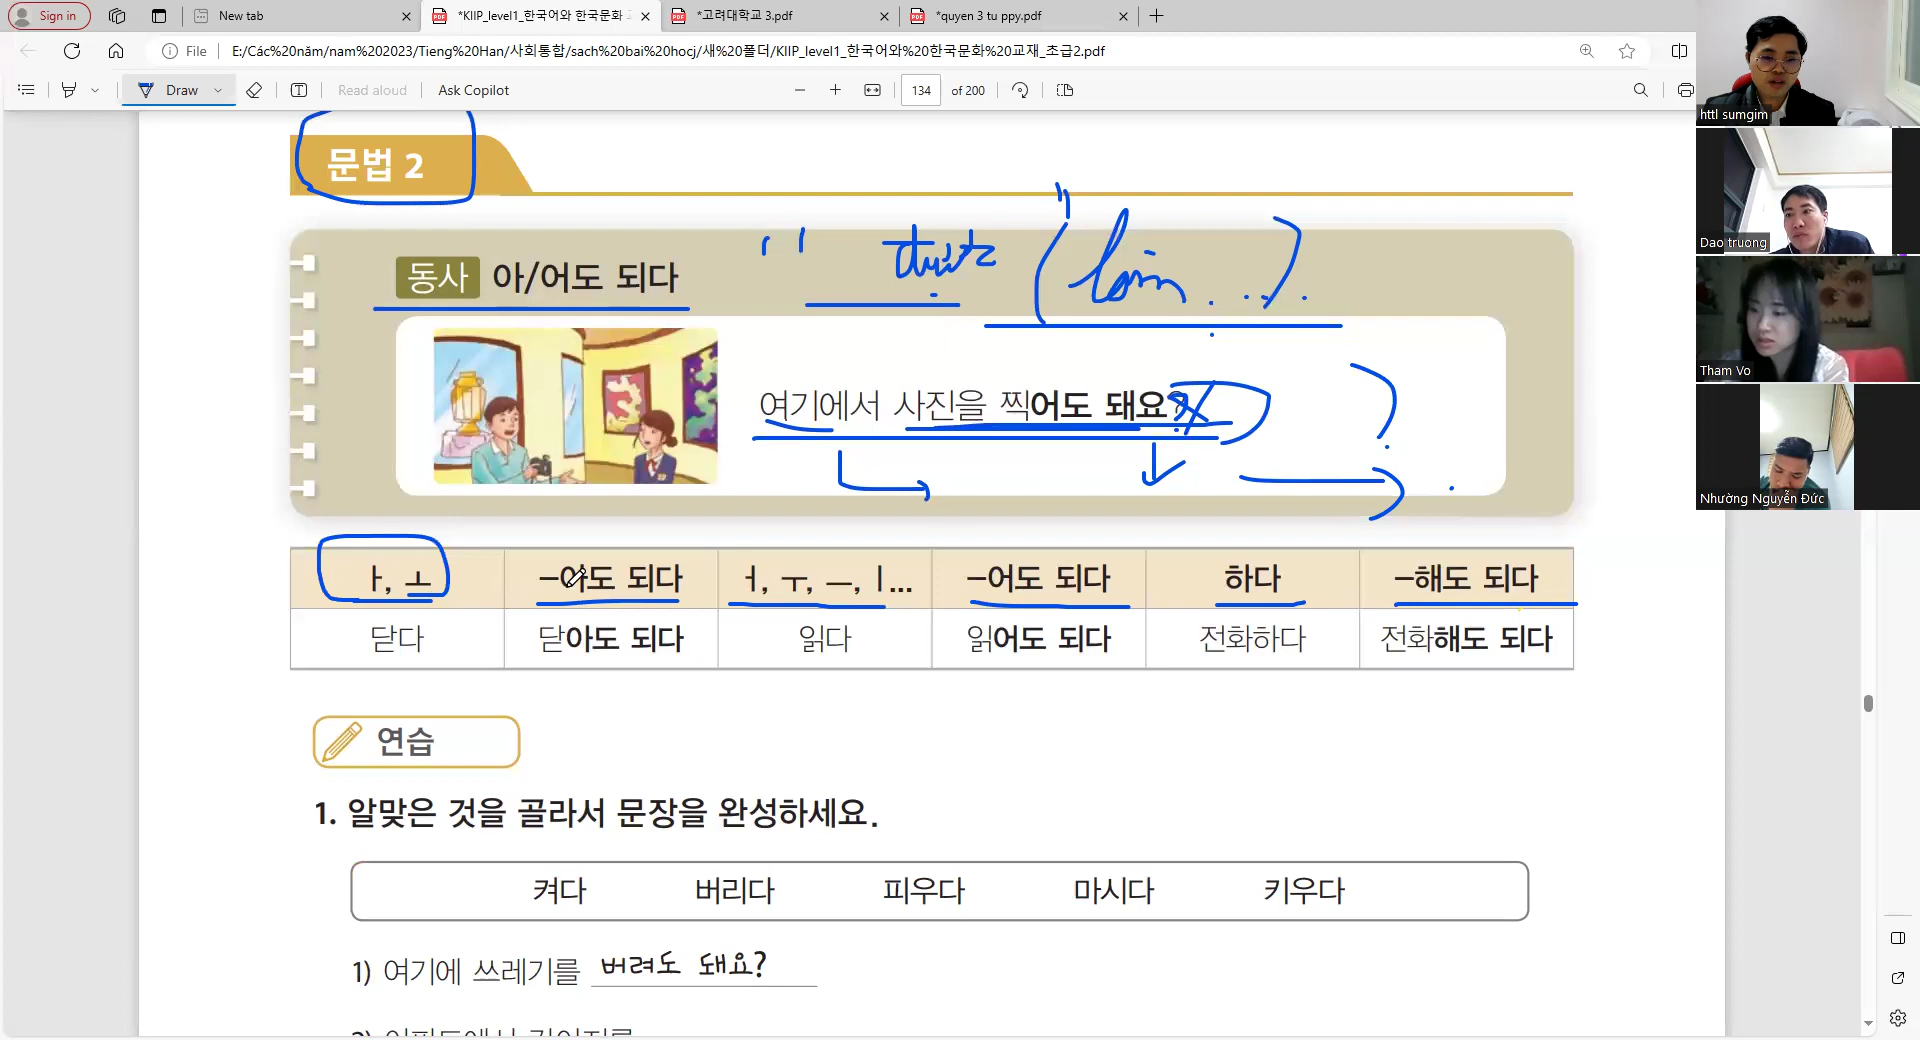 Sign in
New tab
*KIIP_level1_한국어와 한국문화
*고려대학교 3.pdf
*quyen 3 tu ppy.pdf
File
E:/Các%20năm/nam%202023/Tieng%20Han/사회통합/sach%20bai%20hocj/새%20폴더/KIIP_level1_한국어와%20한국문화%20교재_초급2.pdf
Draw
Read aloud
Ask Copilot
134 of 200
httl sumgim
Dao truong
Tham Vo
Nhường Nguyễn Đức
문법 2
동사 아/어도 되다
được
여기에서 사진을 찍어도 돼요?
ㅏ, ㅗ
-아도 되다
ㅓ, ㅜ, ㅡ, ㅣ...
-어도 되다
하다
-해도 되다
닫다
닫아도 되다
읽다
읽어도 되다
전화하다
전화해도 되다
연습
1. 알맞은 것을 골라서 문장을 완성하세요.
켜다 버리다 피우다 마시다 키우다
1) 여기에 쓰레기를 버려도 돼요?